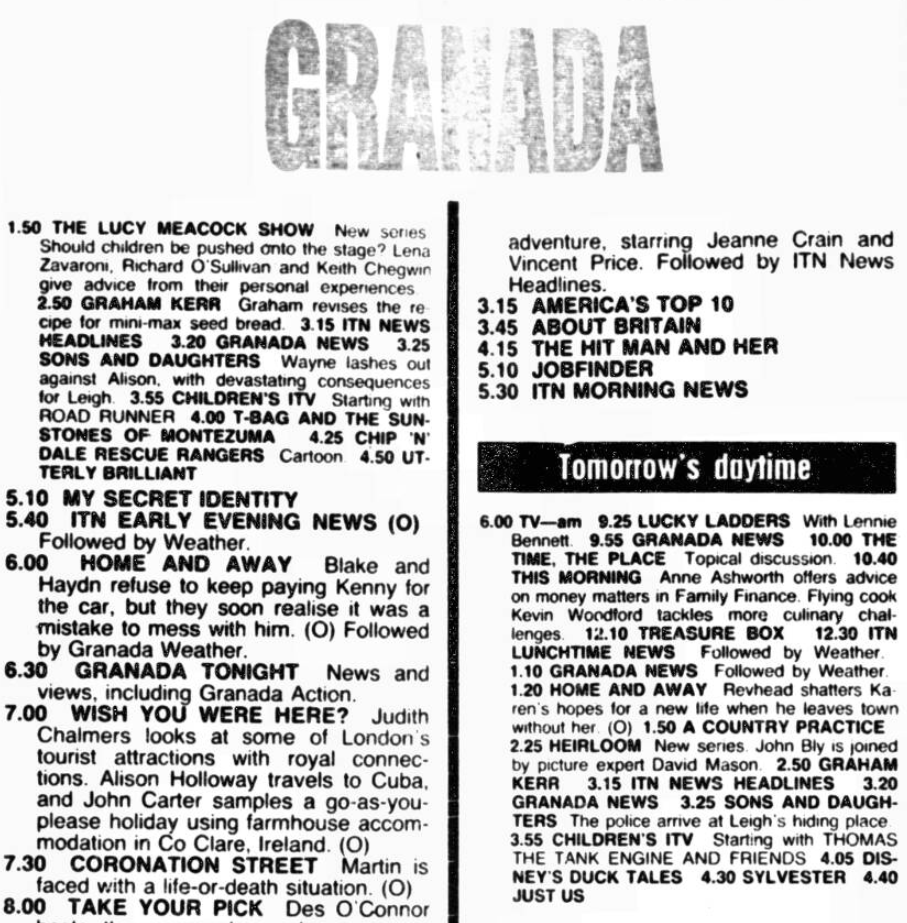 GRANADA
1.50 THE LUCY MEACOCK SHOW New series
Should children be pushed onto the stage? Lena
Zavaroni, Richard O'Sullivan and Keith Chegwin
give advice from their personal experiences.
2.50 GRAHAM KERR Graham revises the re-
cipe for mini-max seed bread. 3.15 ITN NEWS
HEADLINES 3.20 GRANADA NEWS 3.25
SONS AND DAUGHTERS Wayne lashes out
against Alison, with devastating consequences
for Leigh. 3.55 CHILDREN'S ITV Starting with
ROAD RUNNER 4.00 T-BAG AND THE SUN-
STONES OF MONTEZUMA 4.25 CHIP 'N'
DALE RESCUE RANGERS Cartoon. 4.50 UT-
TERLY BRILLIANT
5.10 MY SECRET IDENTITY
5.40 ITN EARLY EVENING NEWS (O)
Followed by Weather.
6.00 HOME AND AWAY Blake and
Haydn refuse to keep paying Kenny for
the car, but they soon realise it was a
mistake to mess with him. (O) Followed
by Granada Weather.
6.30 GRANADA TONIGHT News and
views, including Granada Action.
7.00 WISH YOU WERE HERE? Judith
Chalmers looks at some of London's
tourist attractions with royal connec-
tions. Alison Holloway travels to Cuba,
and John Carter samples a go-as-you-
please holiday using farmhouse accom-
modation in Co Clare, Ireland. (O)
7.30 CORONATION STREET Martin is
faced with a life-or-death situation. (O)
8.00 TAKE YOUR PICK Des O'Connor
adventure, starring Jeanne Crain and
Vincent Price. Followed by ITN News
Headlines.
3.15 AMERICA'S TOP 10
3.45 ABOUT BRITAIN
4.15 THE HIT MAN AND HER
5.10 JOBFINDER
5.30 ITN MORNING NEWS
Tomorrow's daytime
6.00 TV—am 9.25 LUCKY LADDERS With Lennie
Bennett. 9.55 GRANADA NEWS 10.00 THE
TIME, THE PLACE Topical discussion. 10.40
THIS MORNING Anne Ashworth offers advice
on money matters in Family Finance. Flying cook
Kevin Woodford tackles more culinary chal-
lenges. 12.10 TREASURE BOX 12.30 ITN
LUNCHTIME NEWS Followed by Weather.
1.10 GRANADA NEWS Followed by Weather.
1.20 HOME AND AWAY Revhead shatters Ka-
ren's hopes for a new life when he leaves town
without her. (O) 1.50 A COUNTRY PRACTICE
2.25 HEIRLOOM New series. John Bly is joined
by picture expert David Mason. 2.50 GRAHAM
KERR 3.15 ITN NEWS HEADLINES 3.20
GRANADA NEWS 3.25 SONS AND DAUGH-
TERS The police arrive at Leigh's hiding place.
3.55 CHILDREN'S ITV Starting with THOMAS
THE TANK ENGINE AND FRIENDS 4.05 DIS-
NEY'S DUCK TALES 4.30 SYLVESTER 4.40
JUST US